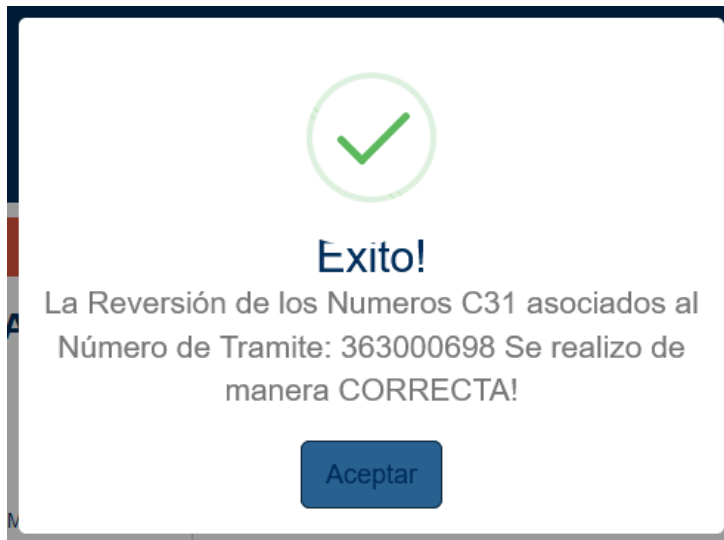 Exito!
La Reversión de los Numeros C31 asociados al
Número de Tramite: 363000698 Se realizo de
manera CORRECTA!
Aceptar